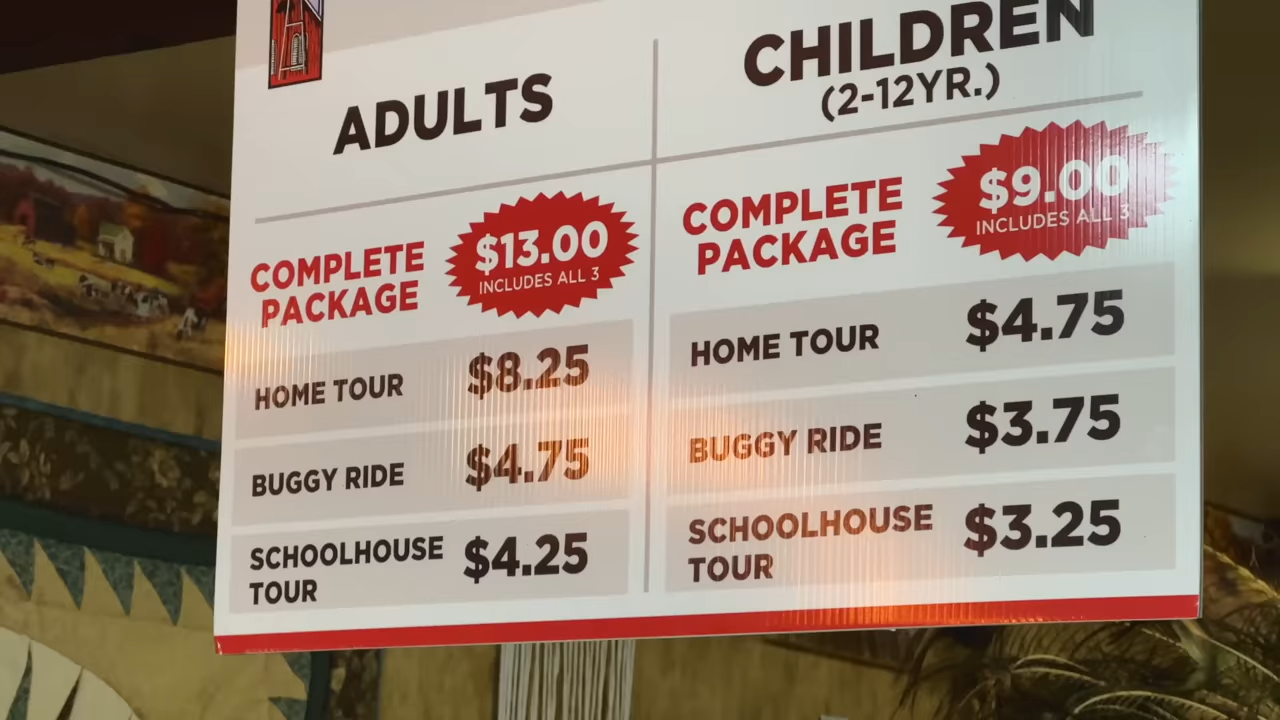 ADULTS
COMPLETE
PACKAGE
$13.00
INCLUDES ALL 3
HOME TOUR $8.25
BUGGY RIDE $4.75
SCHOOLHOUSE
TOUR
$4.25
CHILDREN
(2-12YR.)
COMPLETE
PACKAGE
$9.00
INCLUDES ALL 3
HOME TOUR $4.75
BUGGY RIDE $3.75
SCHOOLHOUSE
TOUR
$3.25